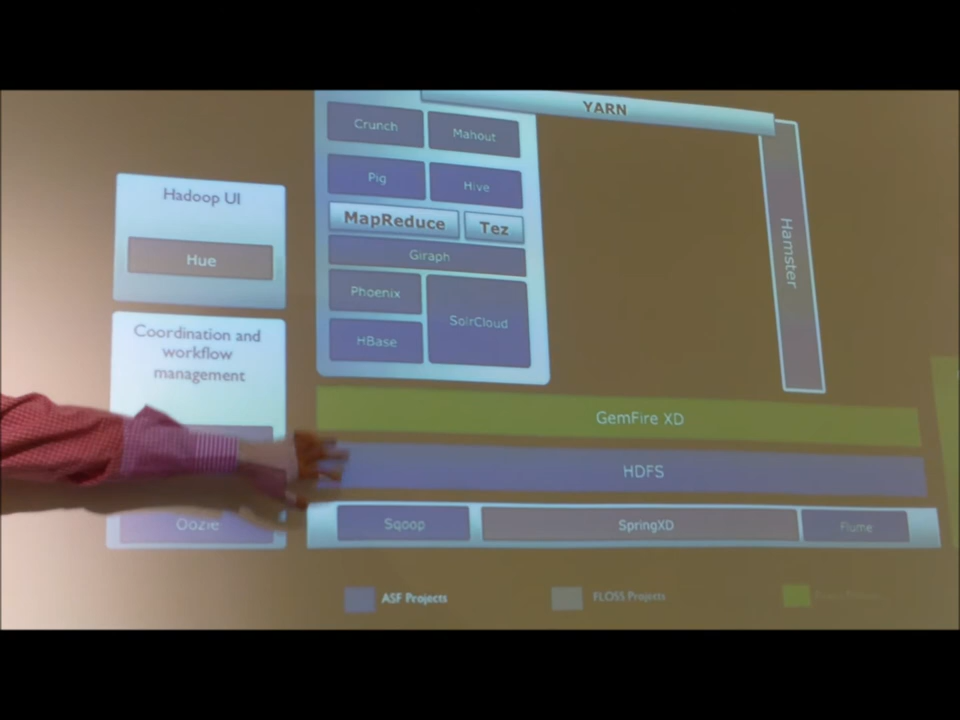 YARN
Crunch
Mahout
Hadoop UI
Pig
Hive
MapReduce
Tez
Hue
Giraph
Hamster
Phoenix
SolrCloud
Coordination and
workflow
management
HBase
GemFire XD
HDFS
Oozie
Sqoop
SpringXD
Flume
ASF Projects
FLOSS Projects